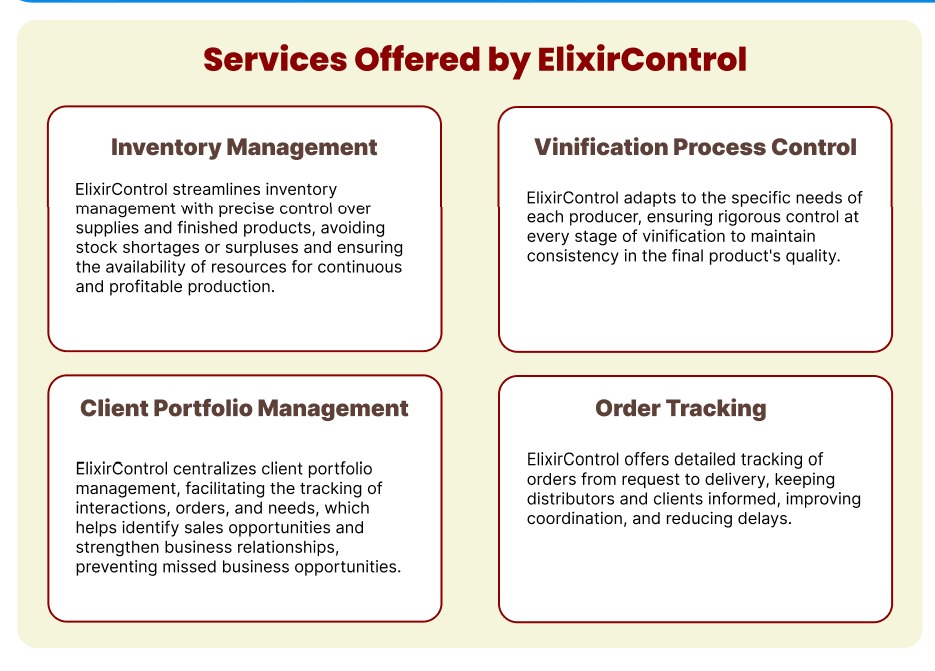 Services Offered by ElixirControl
Inventory Management
ElixirControl streamlines inventory
management with precise control over
supplies and finished products, avoiding
stock shortages or surpluses and ensuring
the availability of resources for continuous
and profitable production.
Vinification Process Control
ElixirControl adapts to the specific needs of
each producer, ensuring rigorous control at
every stage of vinification to maintain
consistency in the final product's quality.
Client Portfolio Management
ElixirControl centralizes client portfolio
management, facilitating the tracking of
interactions, orders, and needs, which
helps identify sales opportunities and
strengthen business relationships,
preventing missed business opportunities.
Order Tracking
ElixirControl offers detailed tracking of
orders from request to delivery, keeping
distributors and clients informed, improving
coordination, and reducing delays.